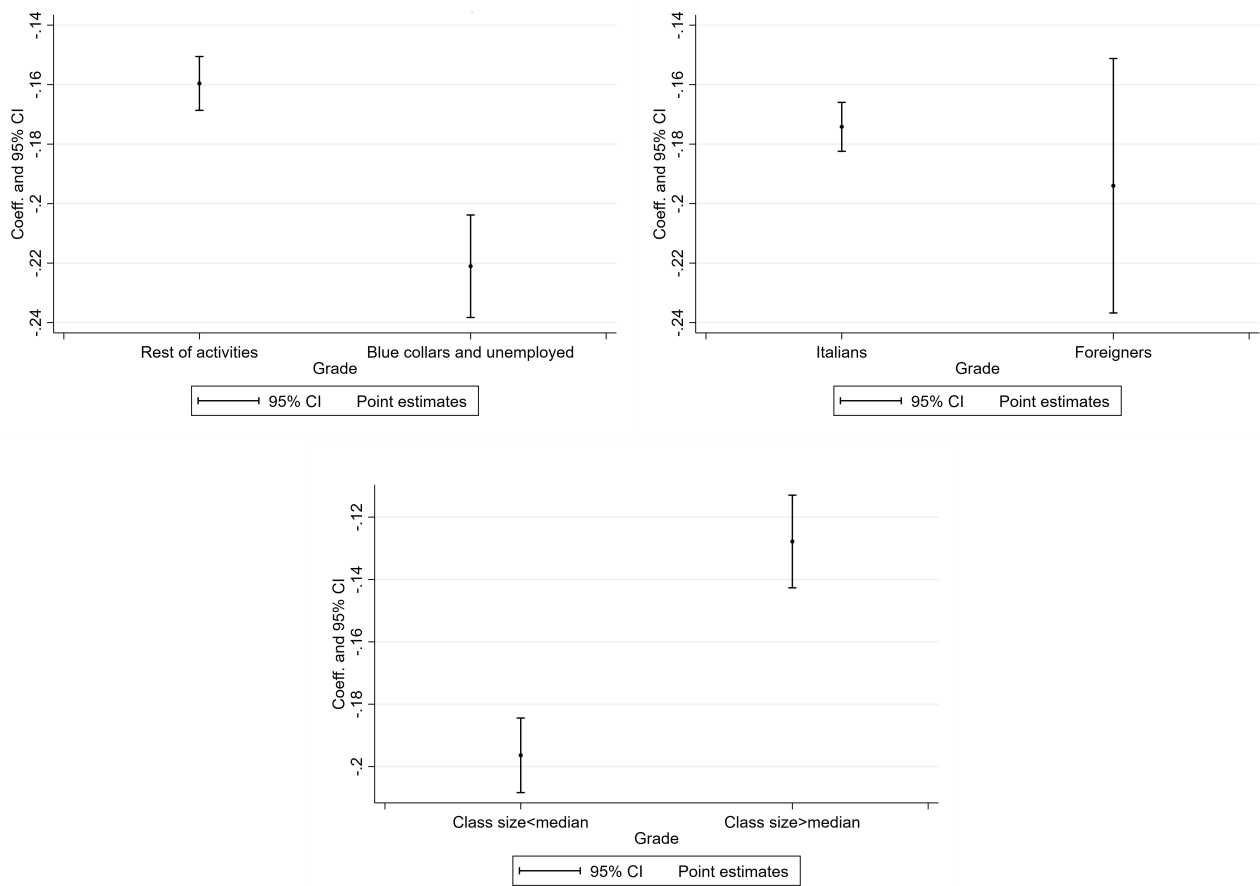 Coeff. and 95% CI
-.14
-.16
-.18
-.2
-.22
-.24
Rest of activities
Blue collars and unemployed
Grade
95% CI
Point estimates
Coeff. and 95% CI
-.14
-.16
-.18
-.2
-.22
-.24
Italians
Foreigners
Grade
95% CI
Point estimates
Coeff. and 95% CI
-.12
-.14
-.16
-.18
-.2
Class size<median
Class size>median
Grade
95% CI
Point estimates